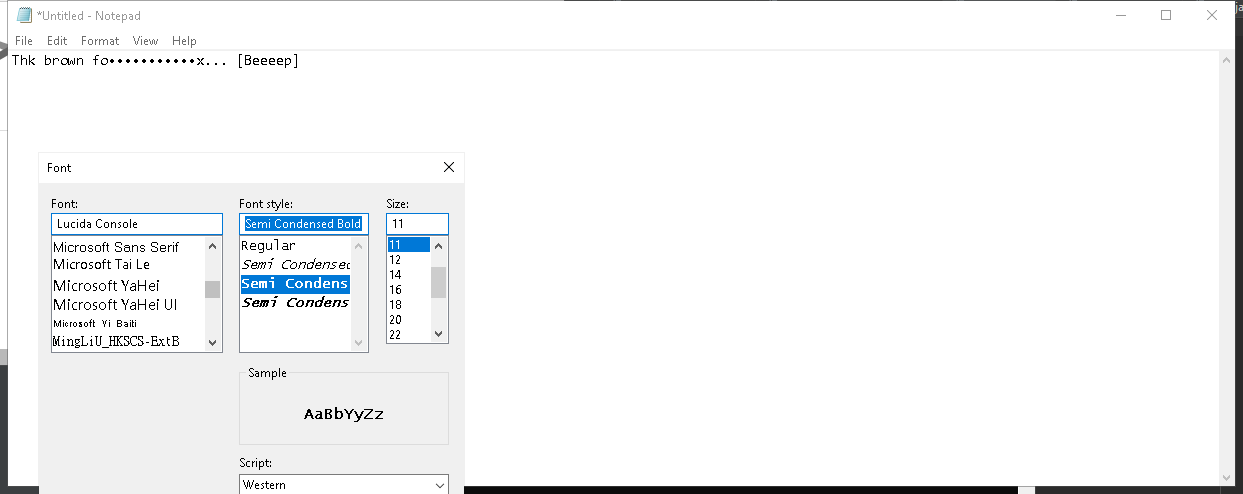 *Untitled - Notepad
File Edit Format View Help
Thk brown fo•••••••••••x... [Beeeep]
Font
Font: Font style: Size:
Lucida Console Semi Condensed Bold 11
Microsoft Sans Serif
Microsoft Tai Le
Microsoft YaHei
Microsoft YaHei UI
Microsoft Yi Baiti
MingLiU_HKSCS-ExtB
Regular
Semi Condensed
Semi Condens
Semi Condens
11
12
14
16
18
20
22
Sample
AaBbYyZz
Script:
Western